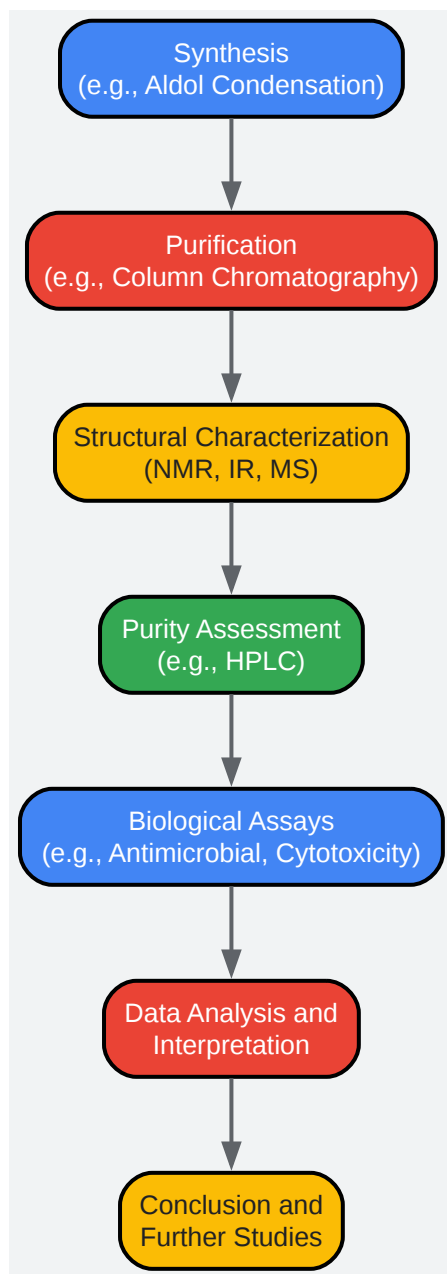 Synthesis
(e.g., Aldol Condensation)
Purification
(e.g., Column Chromatography)
Structural Characterization
(NMR, IR, MS)
Purity Assessment
(e.g., HPLC)
Biological Assays
(e.g., Antimicrobial, Cytotoxicity)
Data Analysis and
Interpretation
Conclusion and
Further Studies